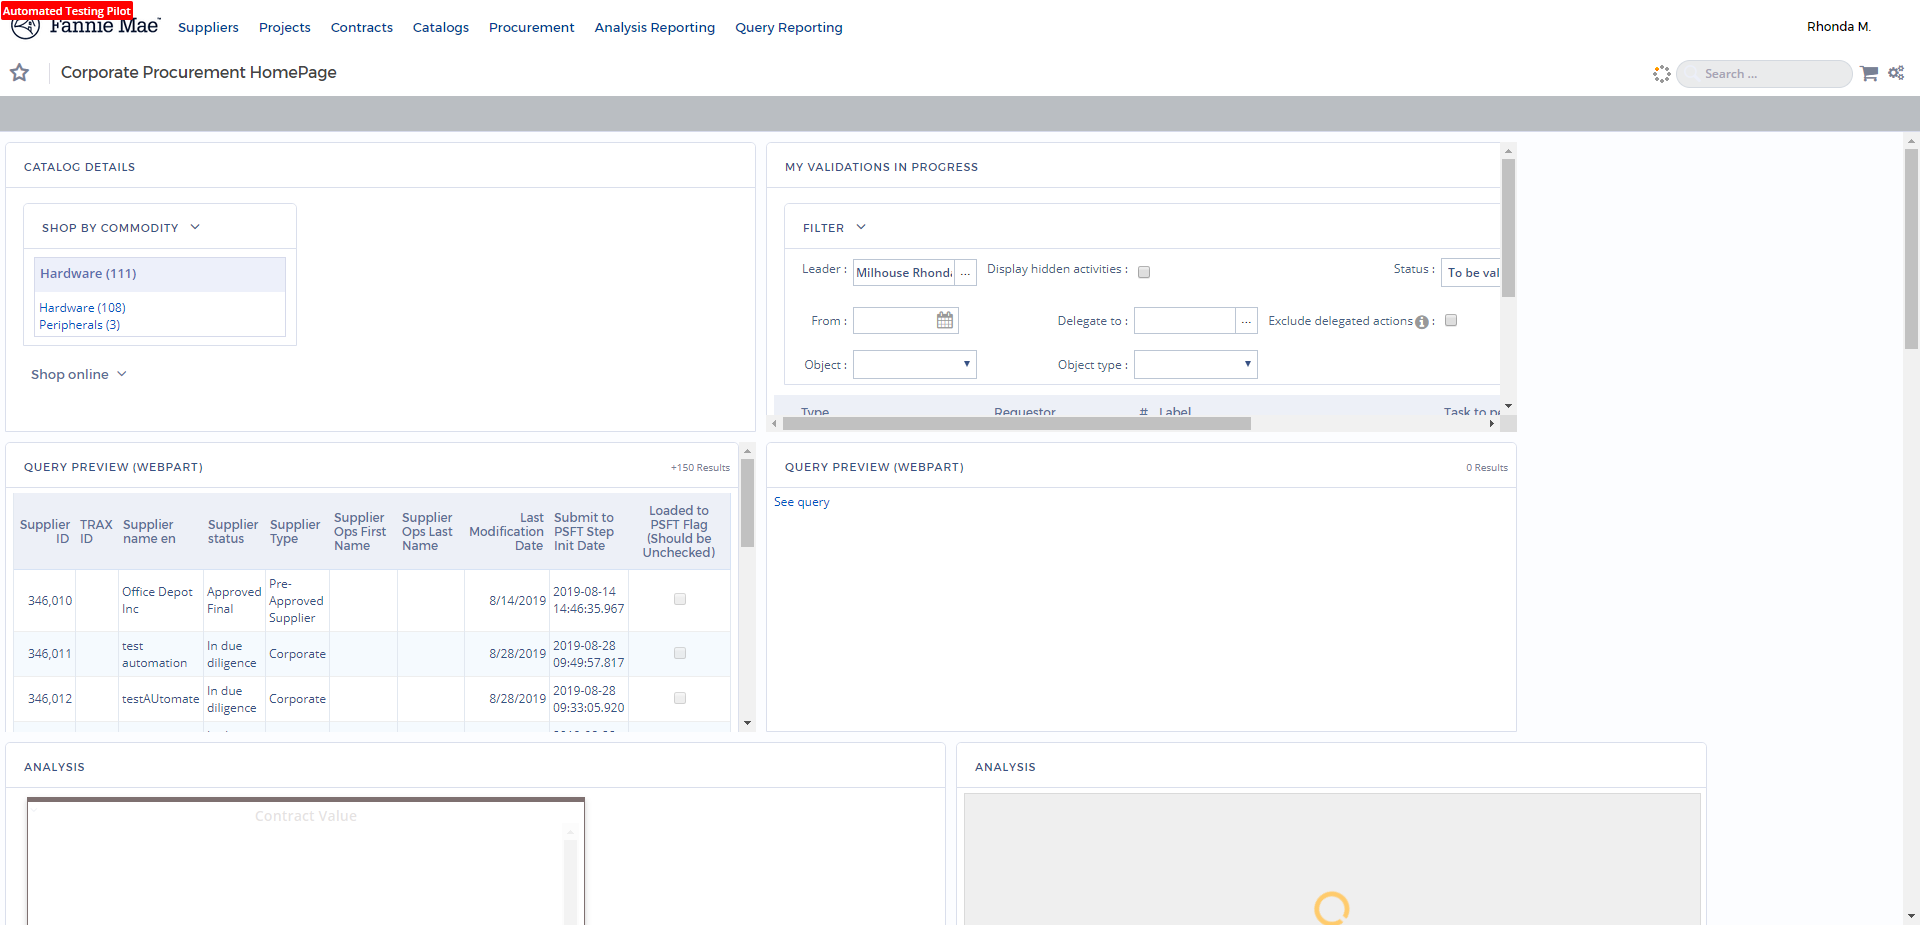 Automated Testing Pilot
Fannie Mae
Suppliers Projects Contracts Catalogs Procurement Analysis Reporting Query Reporting
Rhonda M.
Corporate Procurement HomePage
Search ...
CATALOG DETAILS
SHOP BY COMMODITY
Hardware (111)
Hardware (108)
Peripherals (3)
Shop online
MY VALIDATIONS IN PROGRESS
FILTER
Leader : Milhouse Rhond ... Display hidden activities : Status : To be val
From : Delegate to : ... Exclude delegated actions :
Object : Object type :
Type Requestor # Label Task to pe
QUERY PREVIEW (WEBPART) +150 Results
Supplier ID TRAX ID Supplier name en Supplier status Supplier Type Supplier Ops First Name Supplier Ops Last Name Last Modification Date Submit to PSFT Step Init Date Loaded to PSFT Flag (Should be Unchecked)
346,010 Office Depot Inc Approved Final Pre-Approved Supplier 8/14/2019 2019-08-14 14:46:35.967
346,011 test automation In due diligence Corporate 8/28/2019 2019-08-28 09:49:57.817
346,012 testAUtomate In due diligence Corporate 8/28/2019 2019-08-28 09:33:05.920
QUERY PREVIEW (WEBPART) 0 Results
See query
ANALYSIS
Contract Value
ANALYSIS